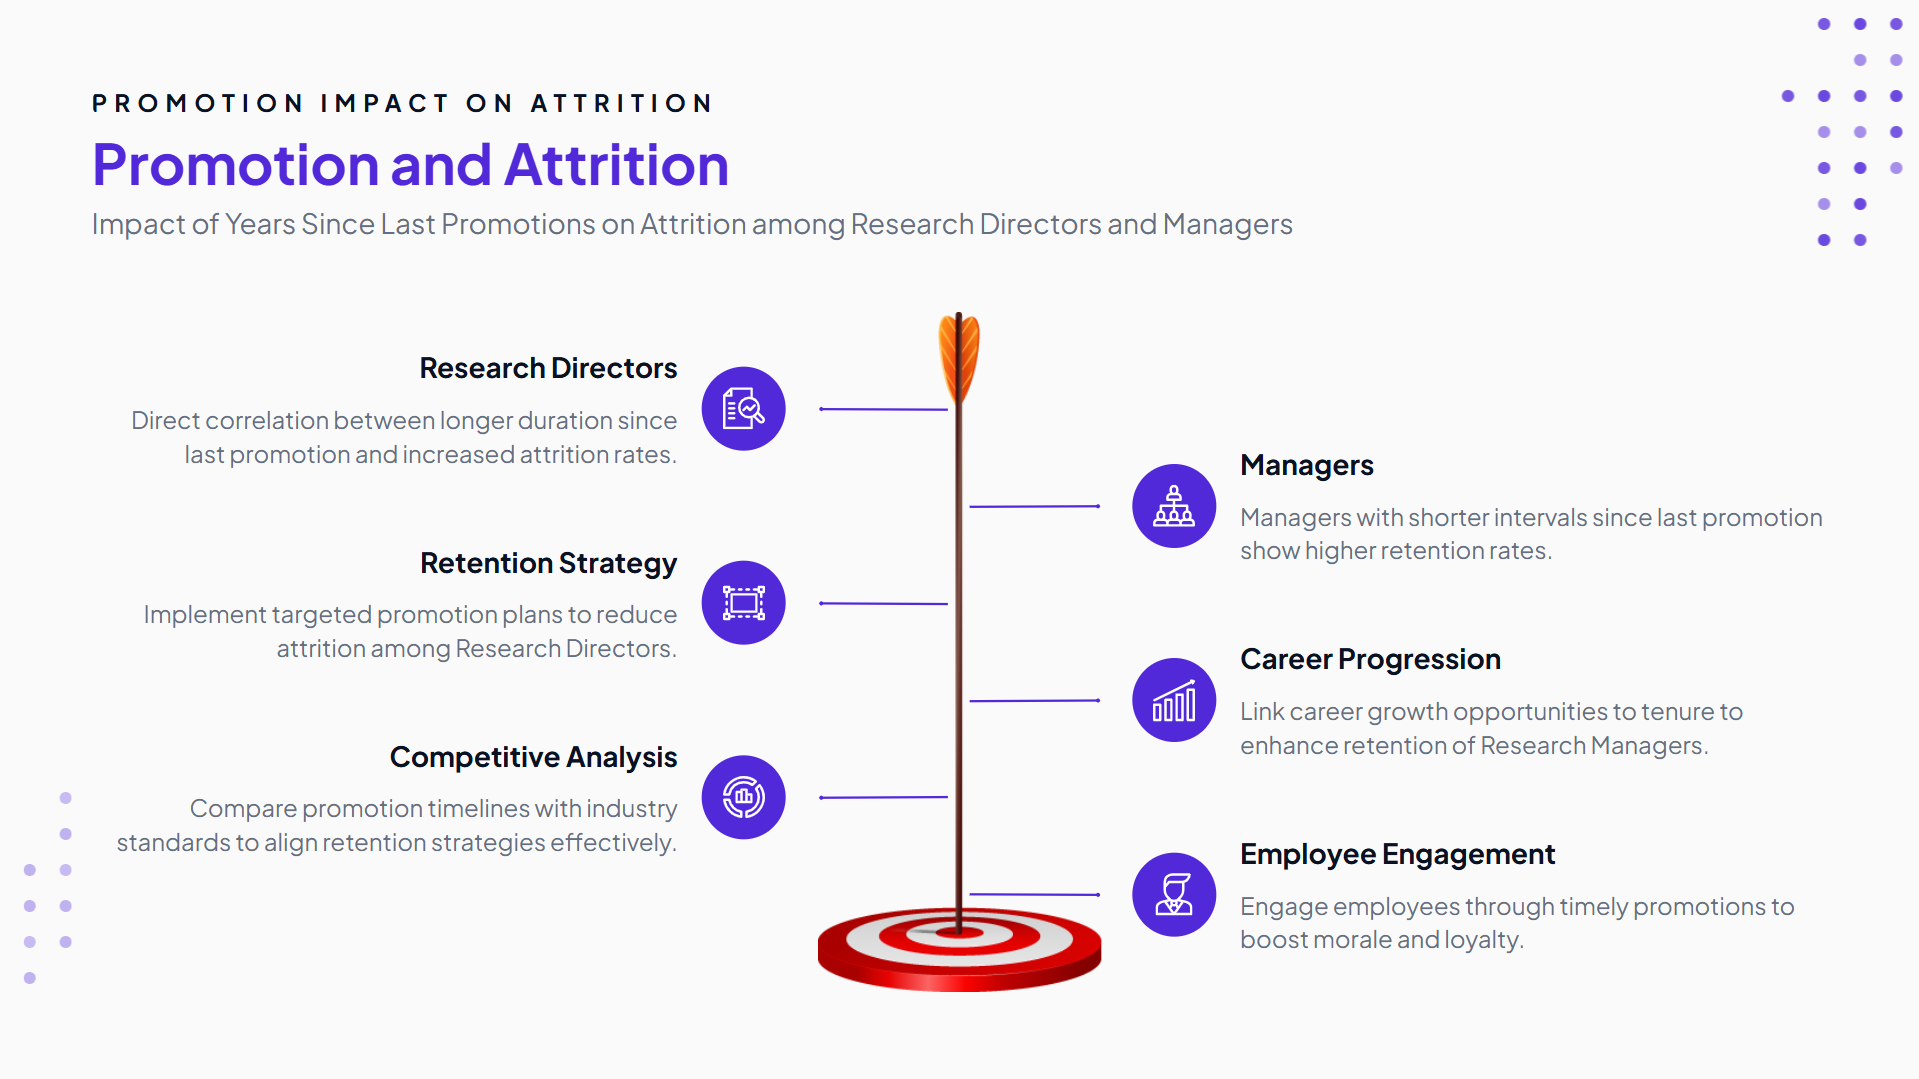 PROMOTION IMPACT ON ATTRITION
Promotion and Attrition
Impact of Years Since Last Promotions on Attrition among Research Directors and Managers
Research Directors
Direct correlation between longer duration since
last promotion and increased attrition rates.
Managers
Managers with shorter intervals since last promotion
show higher retention rates.
Retention Strategy
Implement targeted promotion plans to reduce
attrition among Research Directors.
Career Progression
Link career growth opportunities to tenure to
enhance retention of Research Managers.
Competitive Analysis
Compare promotion timelines with industry
standards to align retention strategies effectively.
Employee Engagement
Engage employees through timely promotions to
boost morale and loyalty.